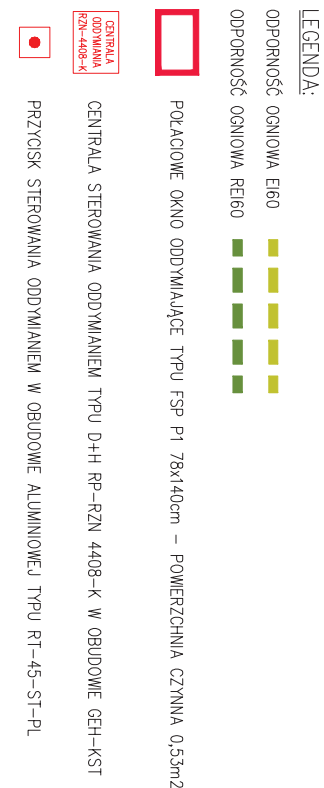 LEGENDA:
ODPORNOŚĆ OGNIOWA EI60
ODPORNOŚĆ OGNIOWA REI60
POŁACIOWE OKNO ODDYMIAJĄCE TYPU FSP P1 78x140cm – POWIERZCHNIA CZYNNA 0,53m2
CENTRALA
ODDYMIANIA
RZN-4408-K
CENTRALA STEROWANIA ODDYMIANIEM TYPU D+H RP-RZN 4408-K W OBUDOWIE GEH-KST
PRZYCISK STEROWANIA ODDYMIANIEM W OBUDOWIE ALUMINIOWEJ TYPU RT-45-ST-PL